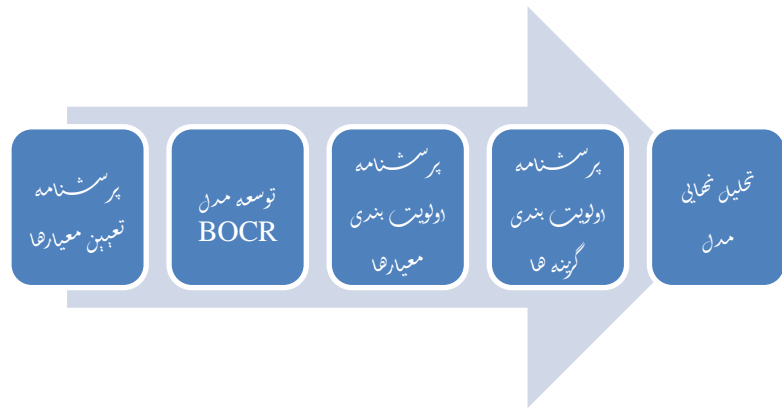 پرسشنامه
تعیین معیارها
توسعه مدل
BOCR
پرسشنامه
اولویت بندی
معیارها
پرسشنامه
اولویت بندی
گزینه ها
تحلیل نهایی
مدل